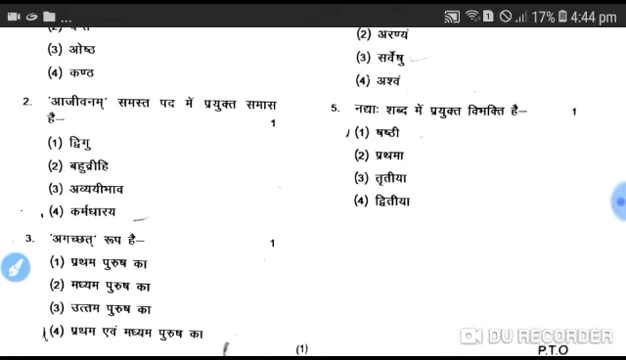 17% 4:44 pm
(3) ओष्ठ
(4) कण्ठ
2. 'आजीवनम्' समस्त पद में प्रयुक्त समास
है–
1
(1) द्विगु
(2) बहुव्रीहि
(3) अव्ययीभाव
(4) कर्मधारय
3. 'अगच्छत्' रूप है–
1
(1) प्रथम पुरुष का
(2) मध्यम पुरुष का
(3) उत्तम पुरुष का
(4) प्रथम एवं मध्यम पुरुष का
(2) अरण्यं
(3) सर्वेषु
(4) अश्वं
5. नद्याः शब्द में प्रयुक्त विभक्ति है–
1
(1) षष्ठी
(2) प्रथमा
(3) तृतीया
(4) द्वितीया
(1)
DU RECORDER
P.T.O